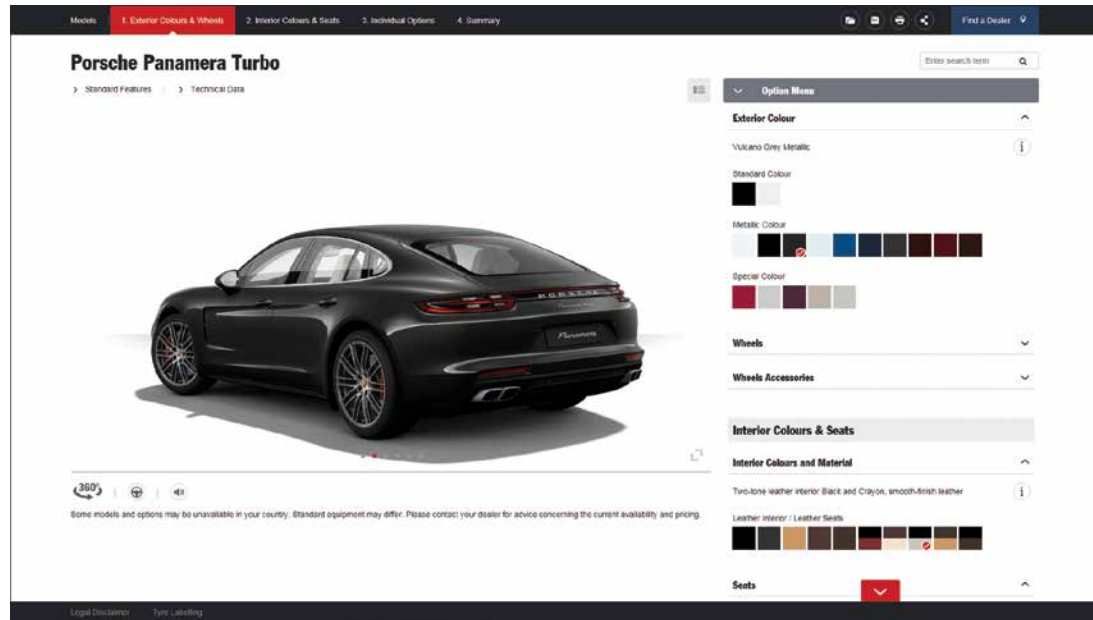 Models
1. Exterior Colours & Wheels
2. Interior Colours & Seats
3. Individual Options
4. Summary
Find a Dealer
Porsche Panamera Turbo
Enter search term
Standard Features
Technical Data
Option Menu
Exterior Colour
Vulcano Grey Metallic
i
Standard Colour
Metallic Colour
Special Colour
PORSCHE
Panamera
Wheels
Wheels Accessories
Interior Colours & Seats
Interior Colours and Material
360°
Two-tone leather interior Black and Crayon, smooth-finish leather
i
Some models and options may be unavailable in your country. Standard equipment may differ. Please contact your dealer for advice concerning the current availability and pricing.
Leather Interior / Leather Seats
Seats
Legal Disclaimer
Tyre Labelling